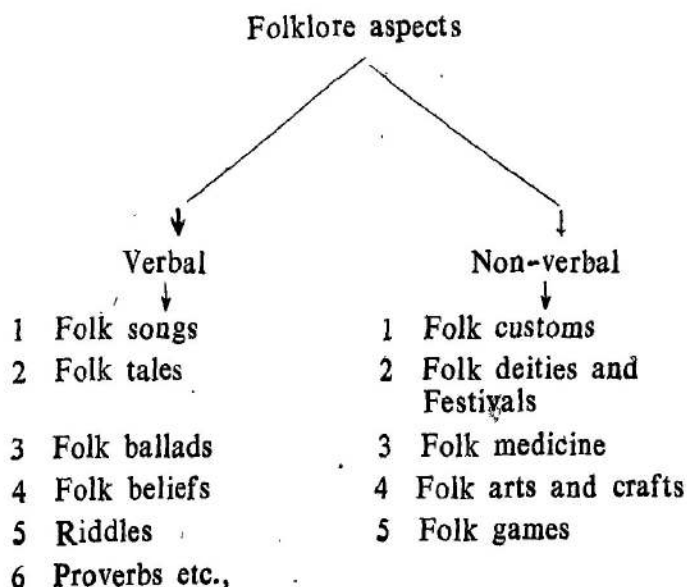 Folklore aspects
Verbal
1 Folk songs
2 Folk tales
3 Folk ballads
4 Folk beliefs
5 Riddles
6 Proverbs etc.,
Non-verbal
1 Folk customs
2 Folk deities and
Festivals
3 Folk medicine
4 Folk arts and crafts
5 Folk games